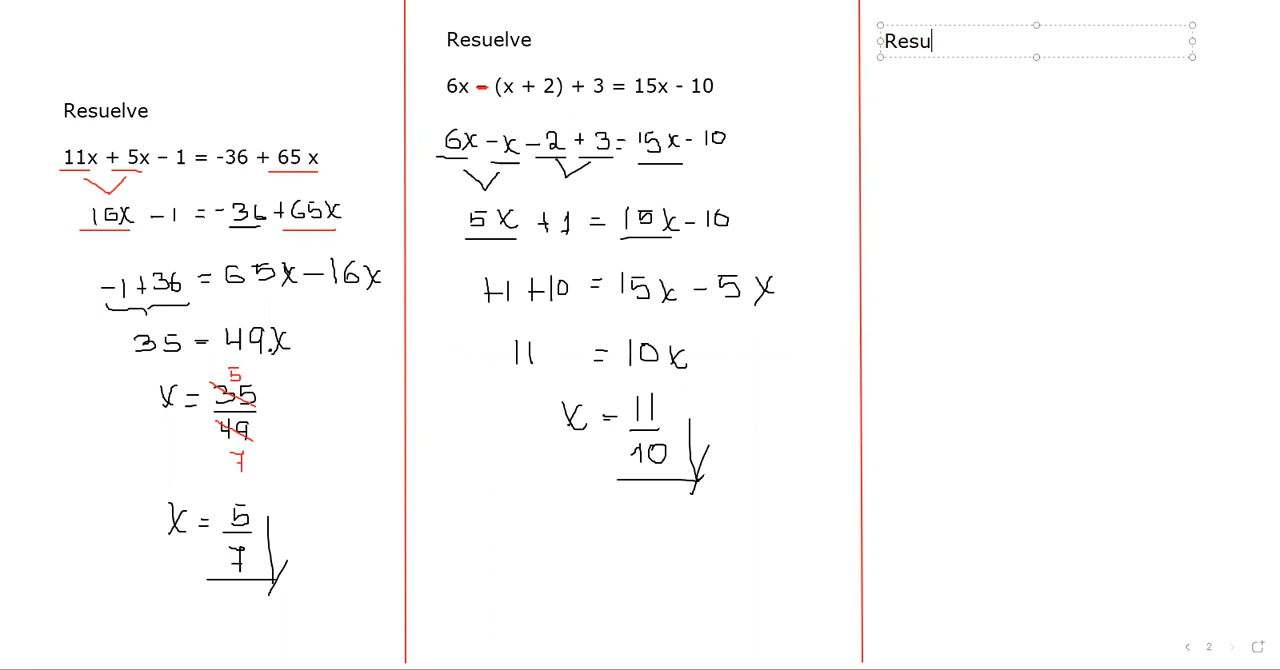 Resuelve
11x + 5x – 1 = -36 + 65 x
16x - 1 = -36 + 65x
-1 + 36 = 65x - 16x
35 = 49x
5
x = 35
49
7
x = 5
7
Resuelve
6x - (x + 2) + 3 = 15x - 10
6x - x - 2 + 3 = 15x - 10
5x + 1 = 15x - 10
+1 +10 = 15x - 5x
11 = 10x
x = 11
10
Resu
2